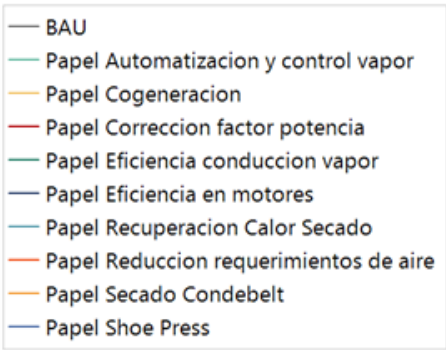 BAU
Papel Automatizacion y control vapor
Papel Cogeneracion
Papel Correccion factor potencia
Papel Eficiencia conduccion vapor
Papel Eficiencia en motores
Papel Recuperacion Calor Secado
Papel Reduccion requerimientos de aire
Papel Secado Condebelt
Papel Shoe Press